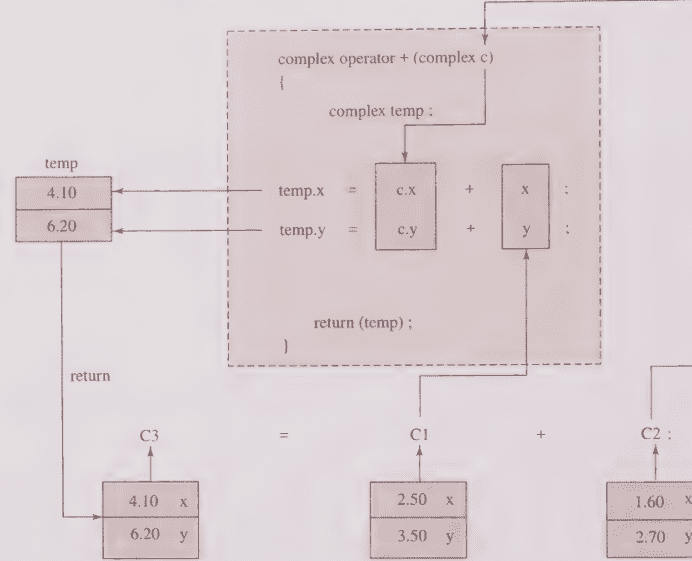 complex operator + (complex c)
{
complex temp ;
temp
4.10
temp.x = c.x + x ;
6.20
temp.y = c.y + y ;
return (temp) ;
}
return
C3 = C1 + C2 ;
4.10 x
2.50 x
1.60 x
6.20 y
3.50 y
2.70 y